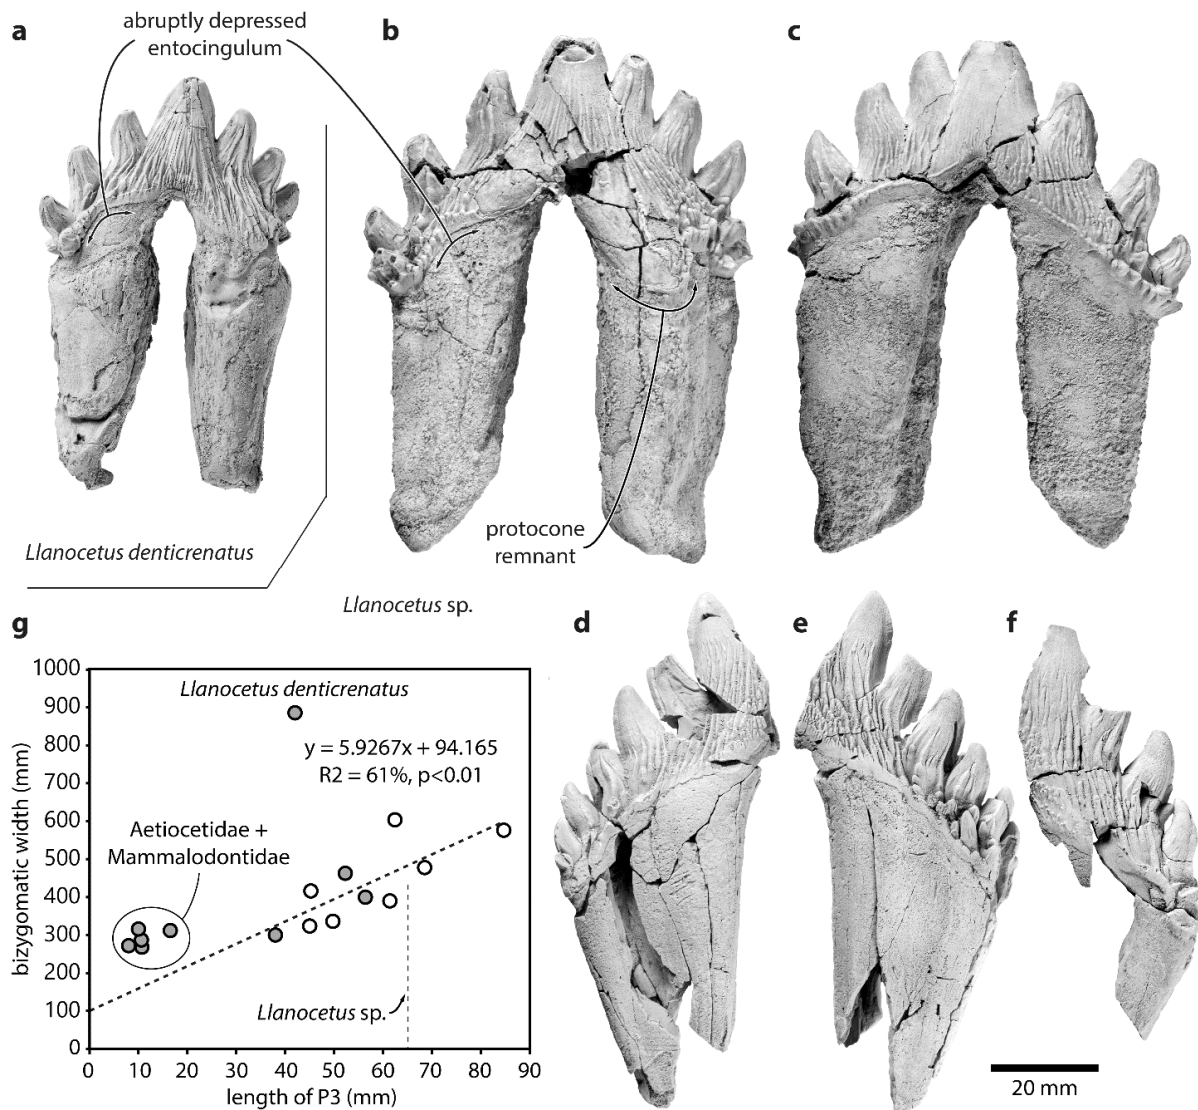 a
abruptly depressed
entocingulum
b
c
protocone
remnant
Llanocetus denticrenatus
Llanocetus sp.
g
d
e
f
1000
900
800
700
600
500
400
300
200
100
0
bizygomatic width (mm)
Llanocetus denticrenatus
y = 5.9267x + 94.165
R2 = 61%, p<0.01
Aetiocetidae +
Mammalodontidae
Llanocetus sp.
0 10 20 30 40 50 60 70 80 90
length of P3 (mm)
20 mm